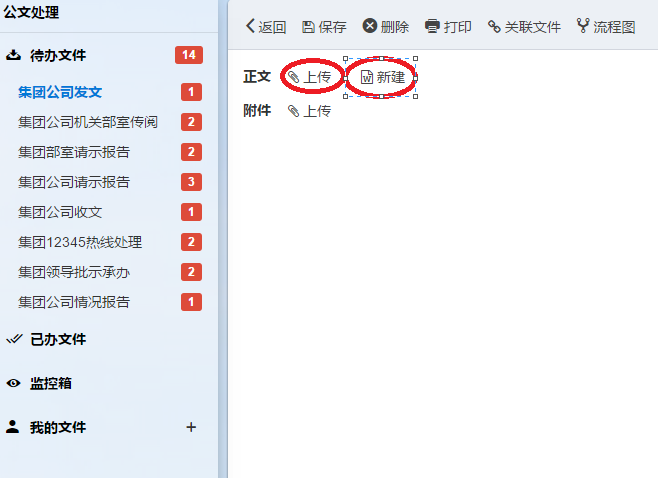 公文处理
待办文件 14
集团公司发文 1
集团公司机关部室传阅 2
集团部室请示报告 2
集团公司请示报告 3
集团公司收文 1
集团12345热线处理 2
集团领导批示承办 2
集团公司情况报告 1
已办文件
监控箱
我的文件 +
返回 保存 删除 打印 关联文件 流程图
正文 上传 新建
附件 上传